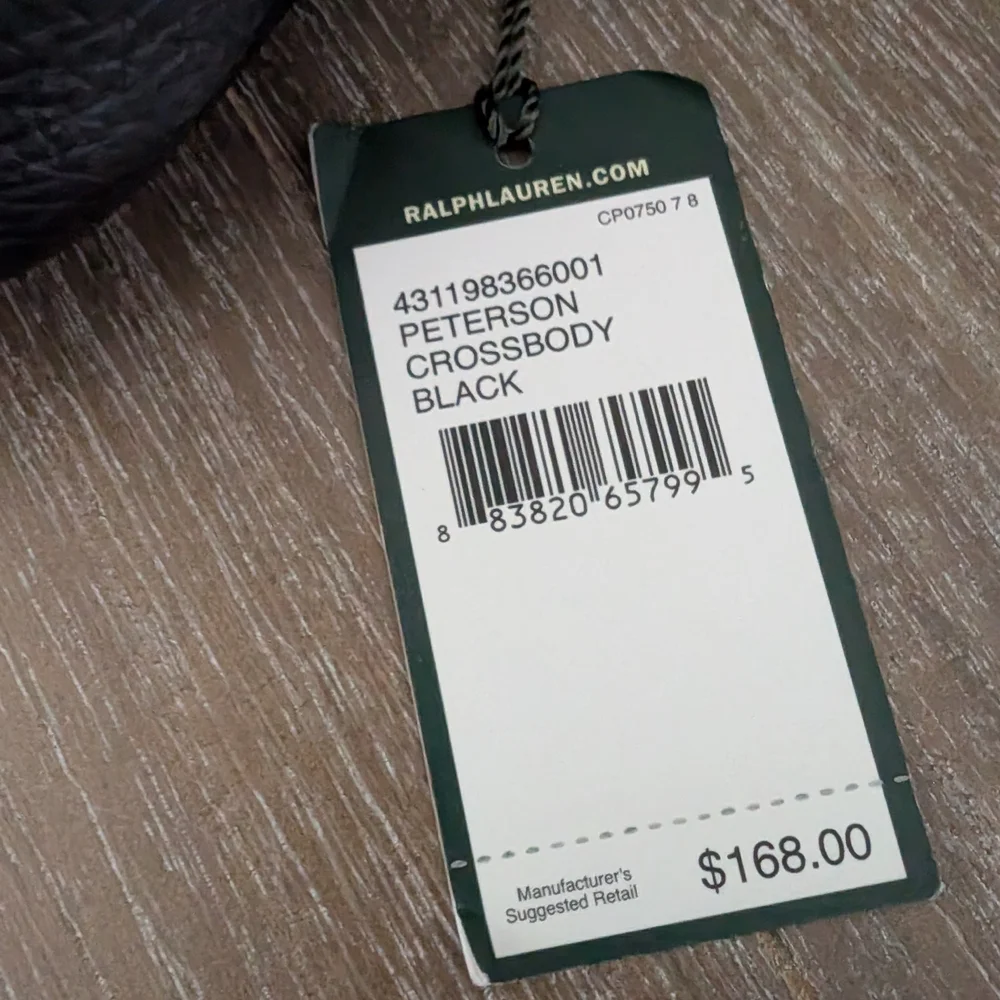 RALPHLAUREN.COM
CP0750 7 8
431198366001
PETERSON
CROSSBODY
BLACK
8 83820 65799 5
Manufacturer's
Suggested Retail
$168.00